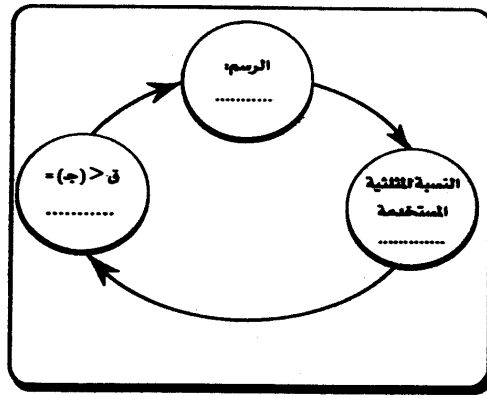 الرسم:
............
النسبة المثلثية
المستخدمة
............
ق < (جـ) =
............